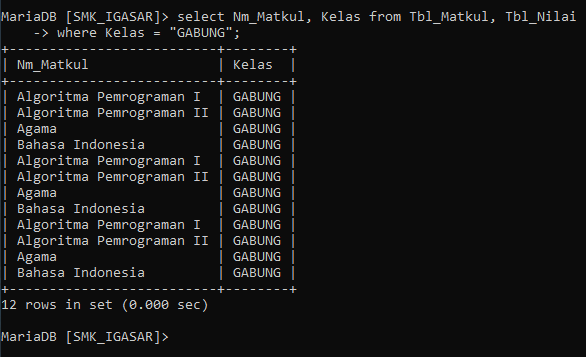 MariaDB [SMK_IGASAR]> select Nm_Matkul, Kelas from Tbl_Matkul, Tbl_Nilai
    -> where Kelas = "GABUNG";
+--------------------------+--------+
| Nm_Matkul                | Kelas  |
+--------------------------+--------+
| Algoritma Pemrograman I  | GABUNG |
| Algoritma Pemrograman II | GABUNG |
| Agama                    | GABUNG |
| Bahasa Indonesia         | GABUNG |
| Algoritma Pemrograman I  | GABUNG |
| Algoritma Pemrograman II | GABUNG |
| Agama                    | GABUNG |
| Bahasa Indonesia         | GABUNG |
| Algoritma Pemrograman I  | GABUNG |
| Algoritma Pemrograman II | GABUNG |
| Agama                    | GABUNG |
| Bahasa Indonesia         | GABUNG |
+--------------------------+--------+
12 rows in set (0.000 sec)
MariaDB [SMK_IGASAR]>